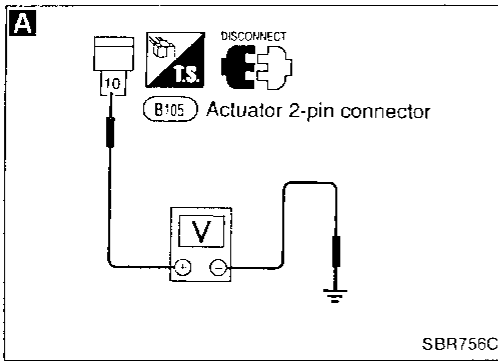 A
DISCONNECT
T.S.
10
B105 Actuator 2-pin connector
V
+ −
SBR756C